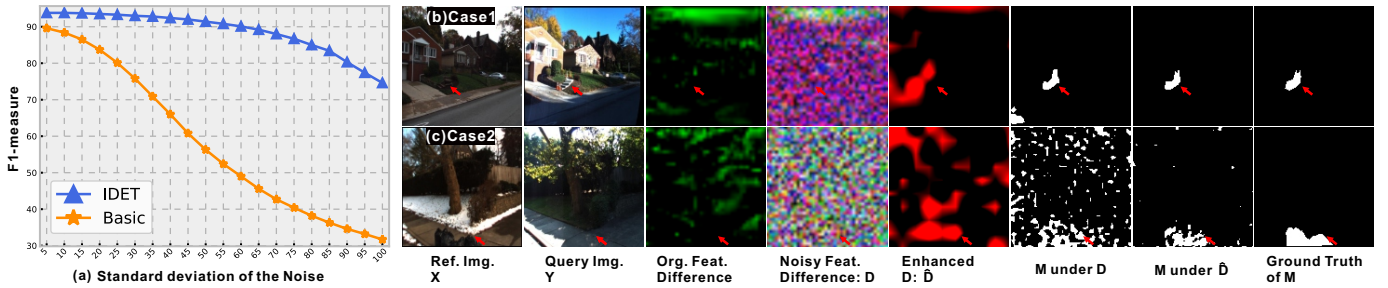 F1-measure
90
80
70
60
50
40
30
IDET
Basic
5 10 15 20 25 30 35 40 45 50 55 60 65 70 75 80 85 90 95 100
(a) Standard deviation of the Noise
(b)Case1
(c)Case2
Ref. Img.
X
Query Img.
Y
Org. Feat.
Difference
Noisy Feat.
Difference: D
Enhanced
D: D̂
M under D
M under D̂
Ground Truth
of M